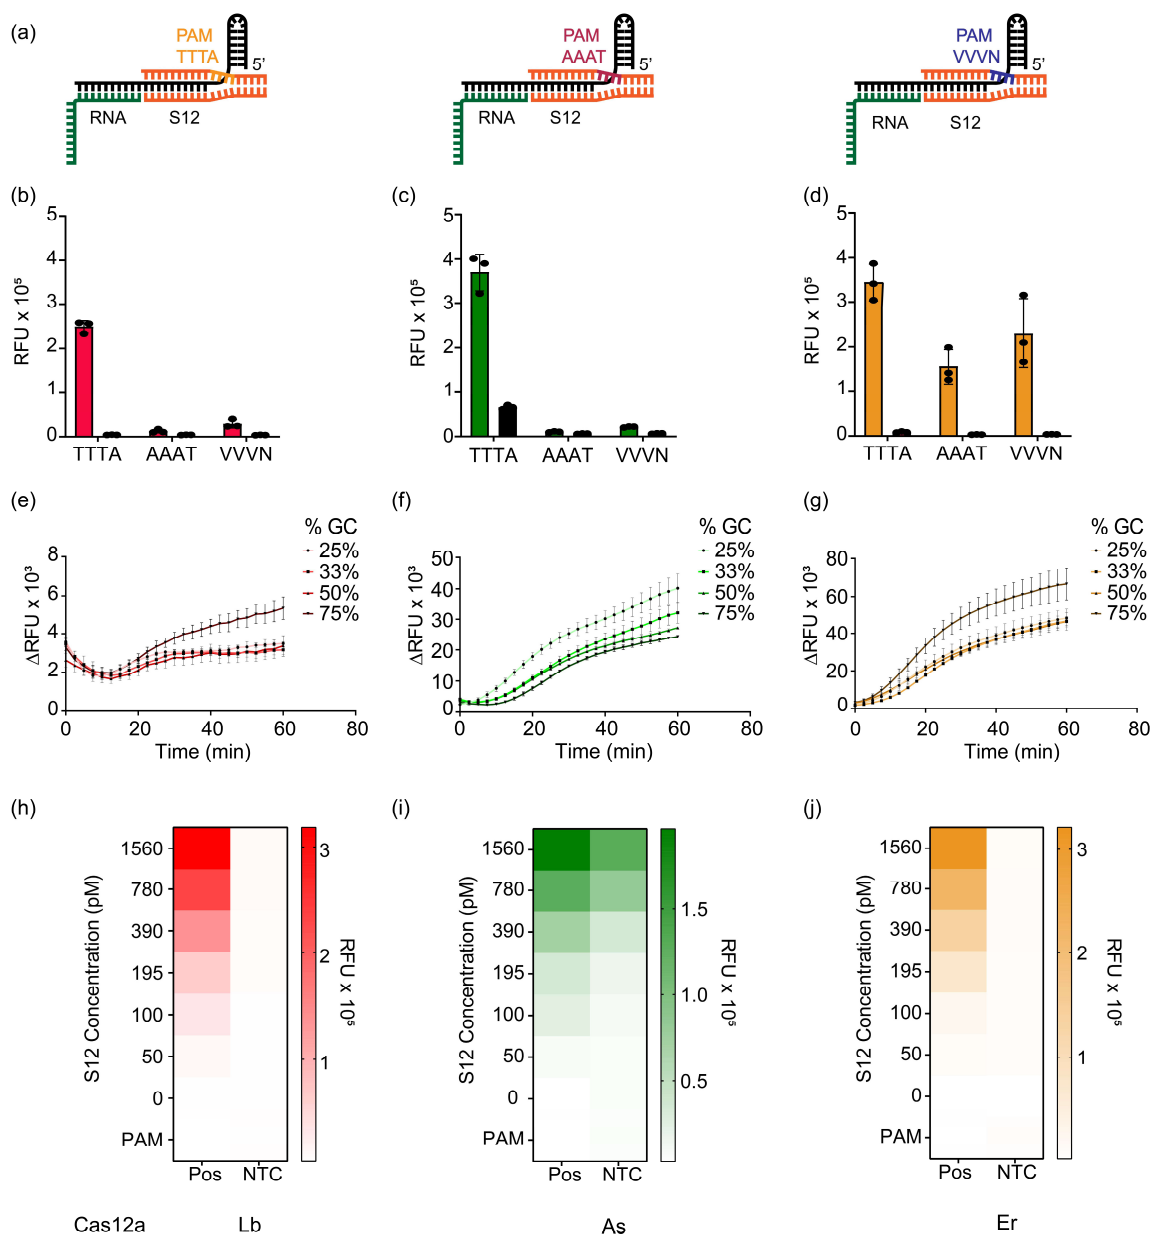 (a)
PAM
TTTA
5'
RNA
S12
PAM
AAAT
5'
RNA
S12
PAM
VVVN
5'
RNA
S12
(b)
RFU x 10⁵
5
4
3
2
1
0
TTTA AAAT VVVN
(c)
RFU x 10⁵
5
4
3
2
1
0
TTTA AAAT VVVN
(d)
RFU x 10⁵
5
4
3
2
1
0
TTTA AAAT VVVN
(e)
ΔRFU x 10³
8
6
4
2
0
0 20 40 60 80
Time (min)
% GC
25%
33%
50%
75%
(f)
ΔRFU x 10³
50
40
30
20
10
0
0 20 40 60 80
Time (min)
% GC
25%
33%
50%
75%
(g)
ΔRFU x 10³
80
60
40
20
0
0 20 40 60 80
Time (min)
% GC
25%
33%
50%
75%
(h)
S12 Concentration (pM)
1560
780
390
195
100
50
0
PAM
Pos NTC
3
2
1
RFU x 10⁵
(i)
S12 Concentration (pM)
1560
780
390
195
100
50
0
PAM
Pos NTC
1.5
1.0
0.5
RFU x 10⁵
(j)
S12 Concentration (pM)
1560
780
390
195
100
50
0
PAM
Pos NTC
3
2
1
RFU x 10⁵
Cas12a Lb As Er